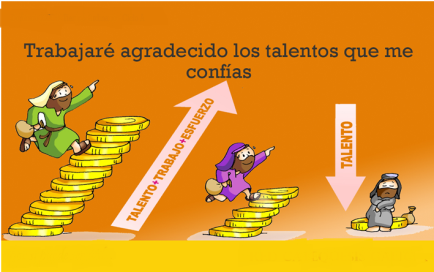 Trabajaré agradecido los talentos que me
confías
TALENTO+TRABAJO+ESFUERZO
TALENTO